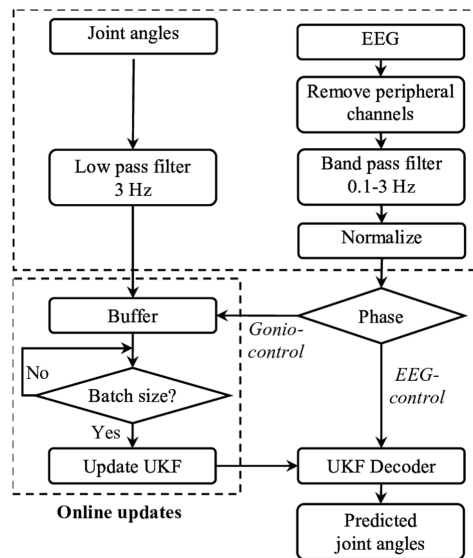 Joint angles
EEG
Remove peripheral
channels
Low pass filter
3 Hz
Band pass filter
0.1-3 Hz
Normalize
Buffer
Phase
Gonio-
control
No
EEG-
control
Batch size?
Yes
Update UKF
UKF Decoder
Online updates
Predicted
joint angles